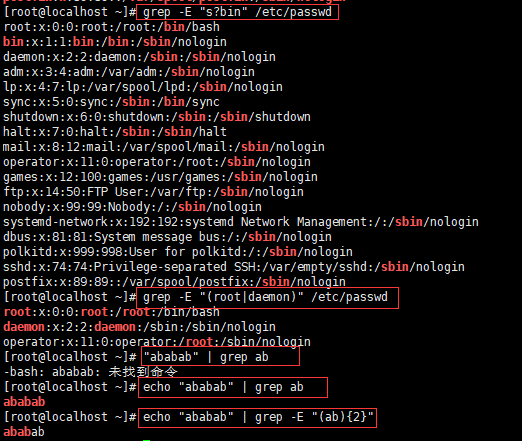 [root@localhost ~]# grep -E "s?bin" /etc/passwd
root:x:0:0:root:/root:/bin/bash
bin:x:1:1:bin:/bin:/sbin/nologin
daemon:x:2:2:daemon:/sbin:/sbin/nologin
adm:x:3:4:adm:/var/adm:/sbin/nologin
lp:x:4:7:lp:/var/spool/lpd:/sbin/nologin
sync:x:5:0:sync:/sbin:/bin/sync
shutdown:x:6:0:shutdown:/sbin:/sbin/shutdown
halt:x:7:0:halt:/sbin:/sbin/halt
mail:x:8:12:mail:/var/spool/mail:/sbin/nologin
operator:x:11:0:operator:/root:/sbin/nologin
games:x:12:100:games:/usr/games:/sbin/nologin
ftp:x:14:50:FTP User:/var/ftp:/sbin/nologin
nobody:x:99:99:Nobody:/:/sbin/nologin
systemd-network:x:192:192:systemd Network Management:/:/sbin/nologin
dbus:x:81:81:System message bus:/:/sbin/nologin
polkitd:x:999:998:User for polkitd:/:/sbin/nologin
sshd:x:74:74:Privilege-separated SSH:/var/empty/sshd:/sbin/nologin
postfix:x:89:89::/var/spool/postfix:/sbin/nologin
[root@localhost ~]# grep -E "(root|daemon)" /etc/passwd
root:x:0:0:root:/root:/bin/bash
daemon:x:2:2:daemon:/sbin:/sbin/nologin
operator:x:11:0:operator:/root:/sbin/nologin
[root@localhost ~]# "ababab" | grep ab
-bash: ababab: 未找到命令
[root@localhost ~]# echo "ababab" | grep ab
ababab
[root@localhost ~]# echo "ababab" | grep -E "(ab){2}"
ababab